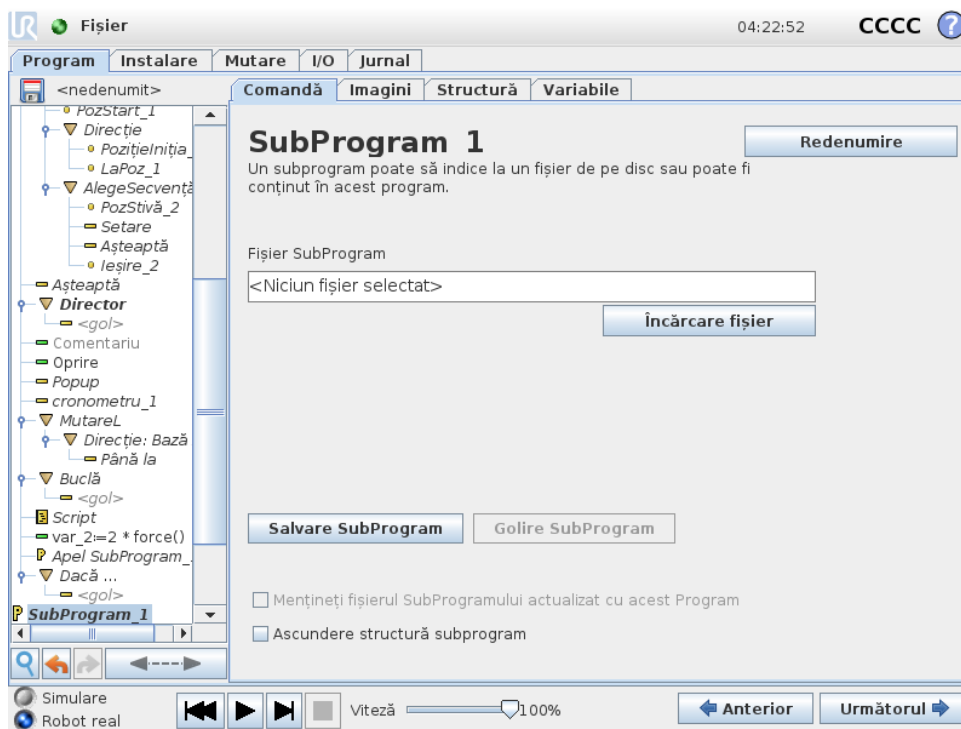 UR
Fișier
04:22:52
CCCC
?
Program
Instalare
Mutare
I/O
Jurnal
<nedenumit>
Comandă
Imagini
Structură
Variabile
PozStart_1
Direcție
PozițieIniția_
LaPoz_1
AlegeSecvență
PozStivă_2
Setare
Așteaptă
Ieșire_2
Așteaptă
Director
<gol>
Comentariu
Oprire
Popup
cronometru_1
MutareL
Direcție: Bază
Până la
Buclă
<gol>
Script
var_2≔2 * force()
Apel SubProgram_
Dacă ...
<gol>
SubProgram_1
SubProgram_1
Redenumire
Un subprogram poate să indice la un fișier de pe disc sau poate fi
conținut în acest program.
Fișier SubProgram
<Niciun fișier selectat>
Încărcare fișier
Salvare SubProgram
Golire SubProgram
Mențineți fișierul SubProgramului actualizat cu acest Program
Ascundere structură subprogram
Simulare
Robot real
Viteză
100%
Anterior
Următorul